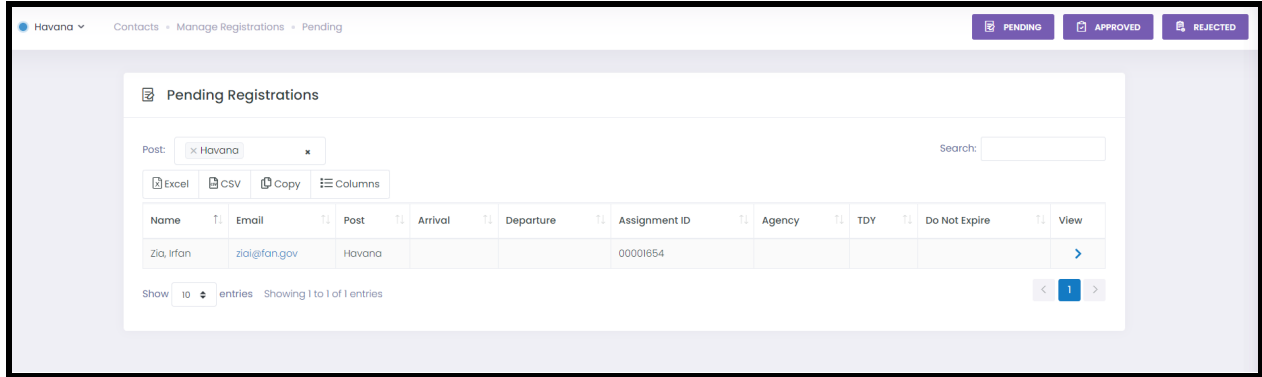 Havana Contacts • Manage Registrations • Pending PENDING APPROVED REJECTED
Pending Registrations
Post: × Havana × Search:
Excel CSV Copy Columns
Name Email Post Arrival Departure Assignment ID Agency TDY Do Not Expire View
Zia, Irfan ziai@fan.gov Havana 00001654
Show 10 entries Showing 1 to 1 of 1 entries < 1 >